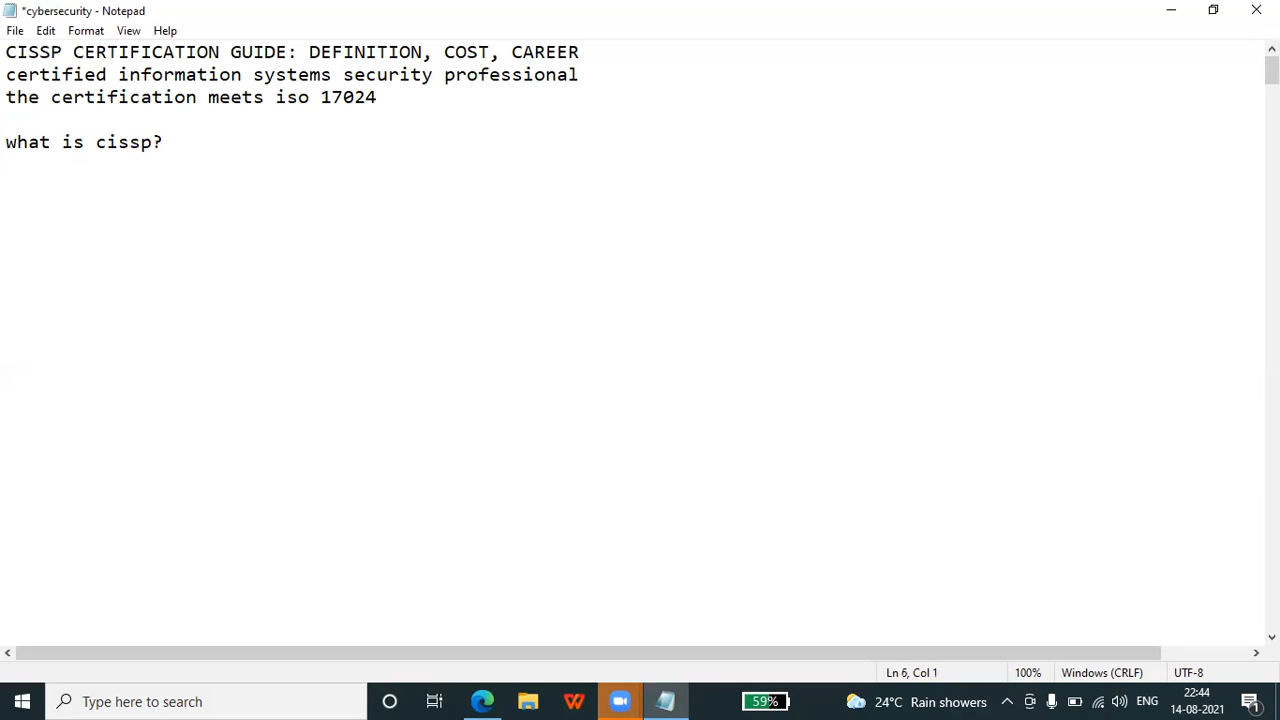 *cybersecurity - Notepad
File Edit Format View Help
CISSP CERTIFICATION GUIDE: DEFINITION, COST, CAREER
certified information systems security professional
the certification meets iso 17024
what is cissp?
Ln 6, Col 1 100% Windows (CRLF) UTF-8
Type here to search
W
59%
24°C Rain showers
ENG
22:44
14-08-2021
1